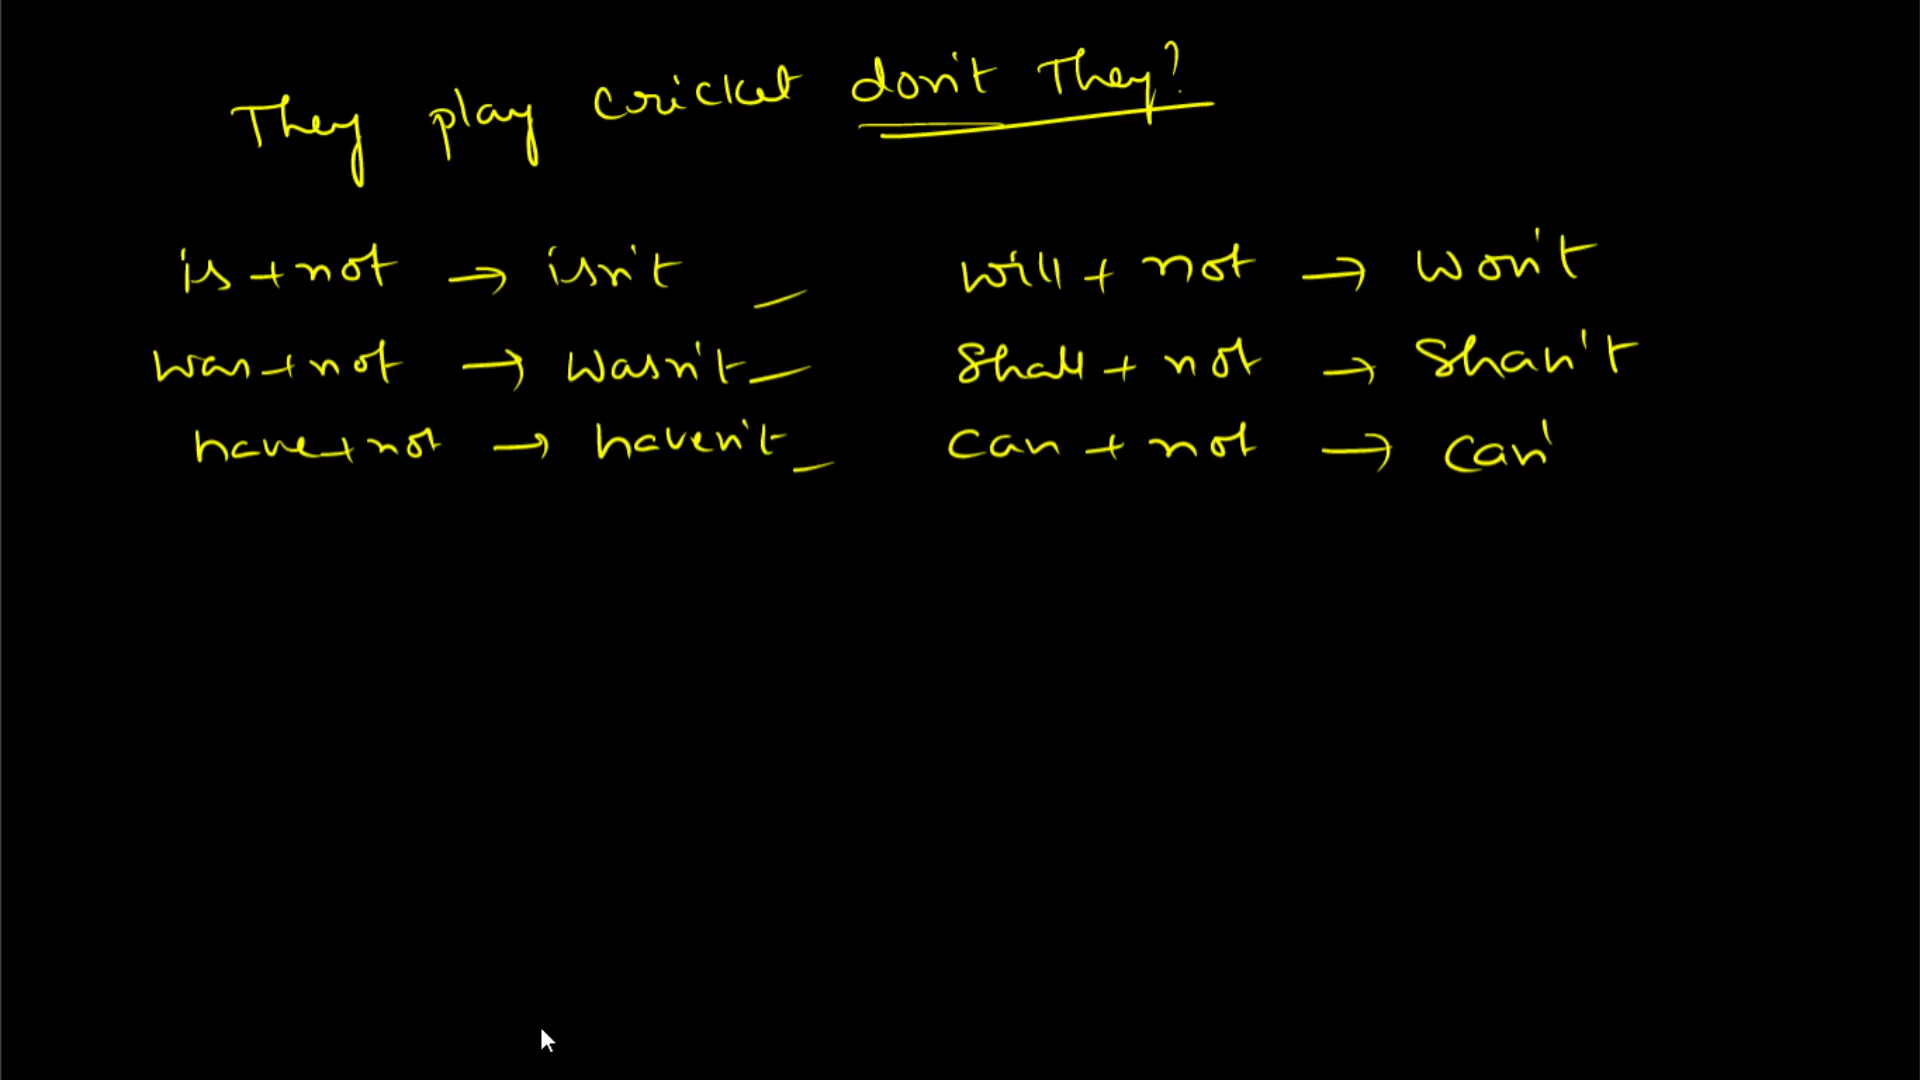 They play cricket don't They?
is + not → isn't – will + not → won't
was + not → wasn't – Shall + not → Shan't
have + not → haven't – Can + not → Can'